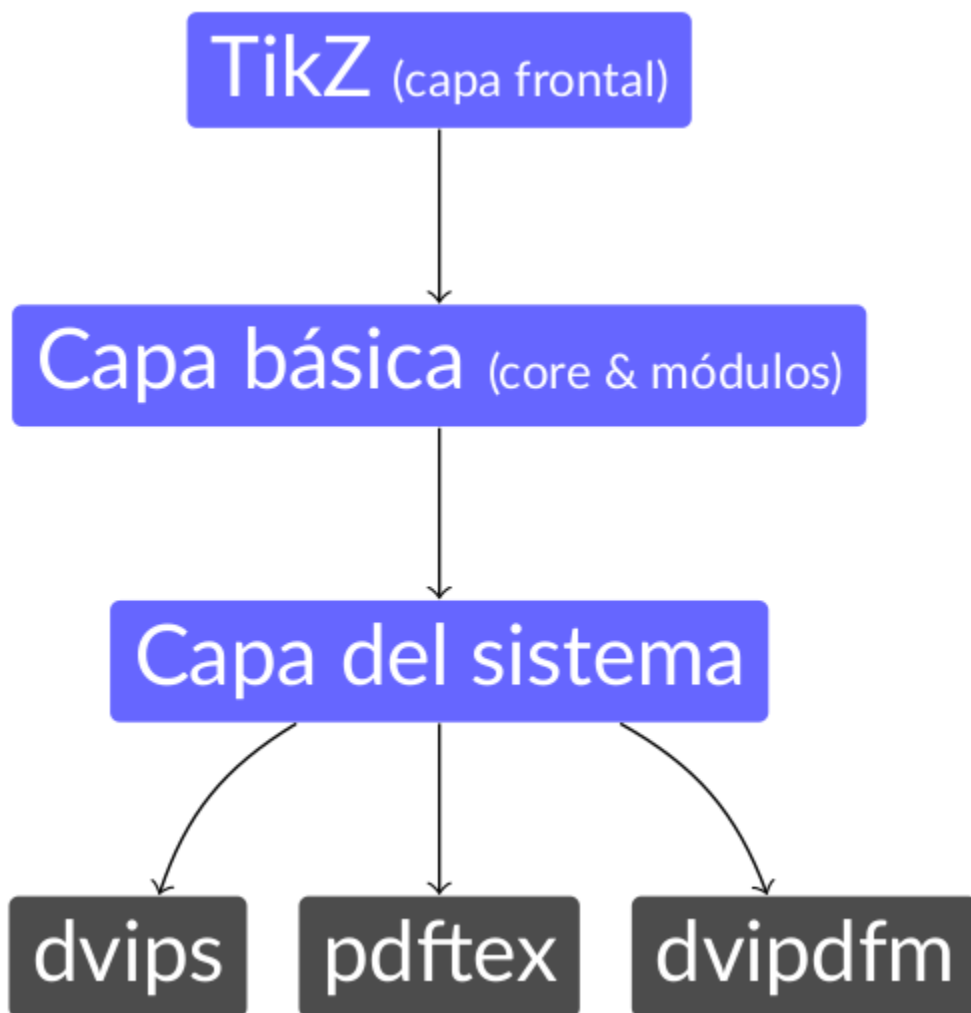 TikZ (capa frontal)
Capa básica (core & módulos)
Capa del sistema
dvips
pdftex
dvipdfm